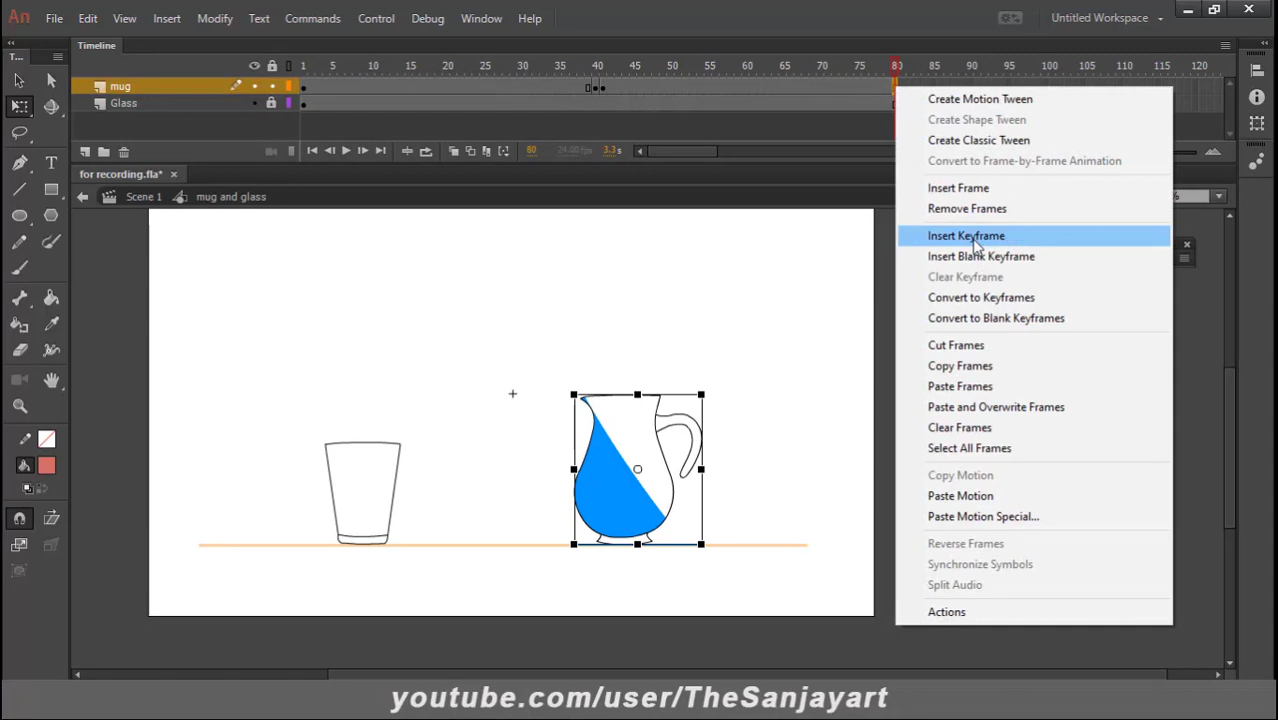 An File Edit View Insert Modify Text Commands Control Debug Window Help Untitled Workspace
Timeline
T...
1 5 10 15 20 25 30 35 40 45 50 55 60 65 70 75 80 85 90 95 100 105 110 115 120
mug
Glass
80 24.00 fps 3.3 s
for recording.fla*
Scene 1 mug and glass
%
Create Motion Tween
Create Shape Tween
Create Classic Tween
Convert to Frame-by-Frame Animation
Insert Frame
Remove Frames
Insert Keyframe
Insert Blank Keyframe
Clear Keyframe
Convert to Keyframes
Convert to Blank Keyframes
Cut Frames
Copy Frames
Paste Frames
Paste and Overwrite Frames
Clear Frames
Select All Frames
Copy Motion
Paste Motion
Paste Motion Special...
Reverse Frames
Synchronize Symbols
Split Audio
Actions
youtube.com/user/TheSanjayart